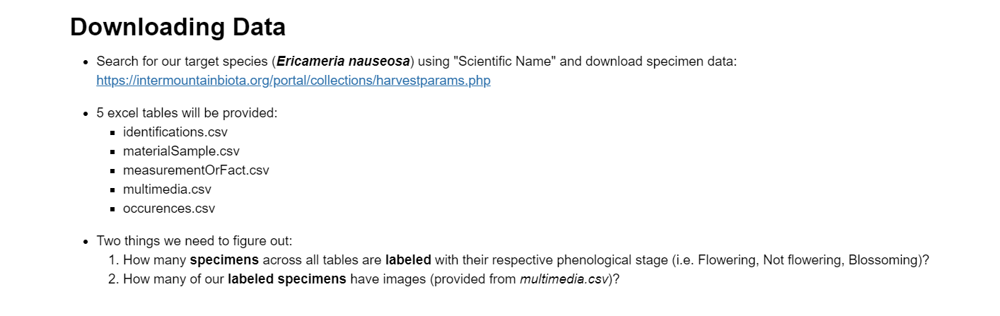 Downloading Data
• Search for our target species (Ericameria nauseosa) using "Scientific Name" and download specimen data:
https://intermountainbiota.org/portal/collections/harvestparams.php
• 5 excel tables will be provided:
▪ identifications.csv
▪ materialSample.csv
▪ measurementOrFact.csv
▪ multimedia.csv
▪ occurences.csv
• Two things we need to figure out:
1. How many specimens across all tables are labeled with their respective phenological stage (i.e. Flowering, Not flowering, Blossoming)?
2. How many of our labeled specimens have images (provided from multimedia.csv)?